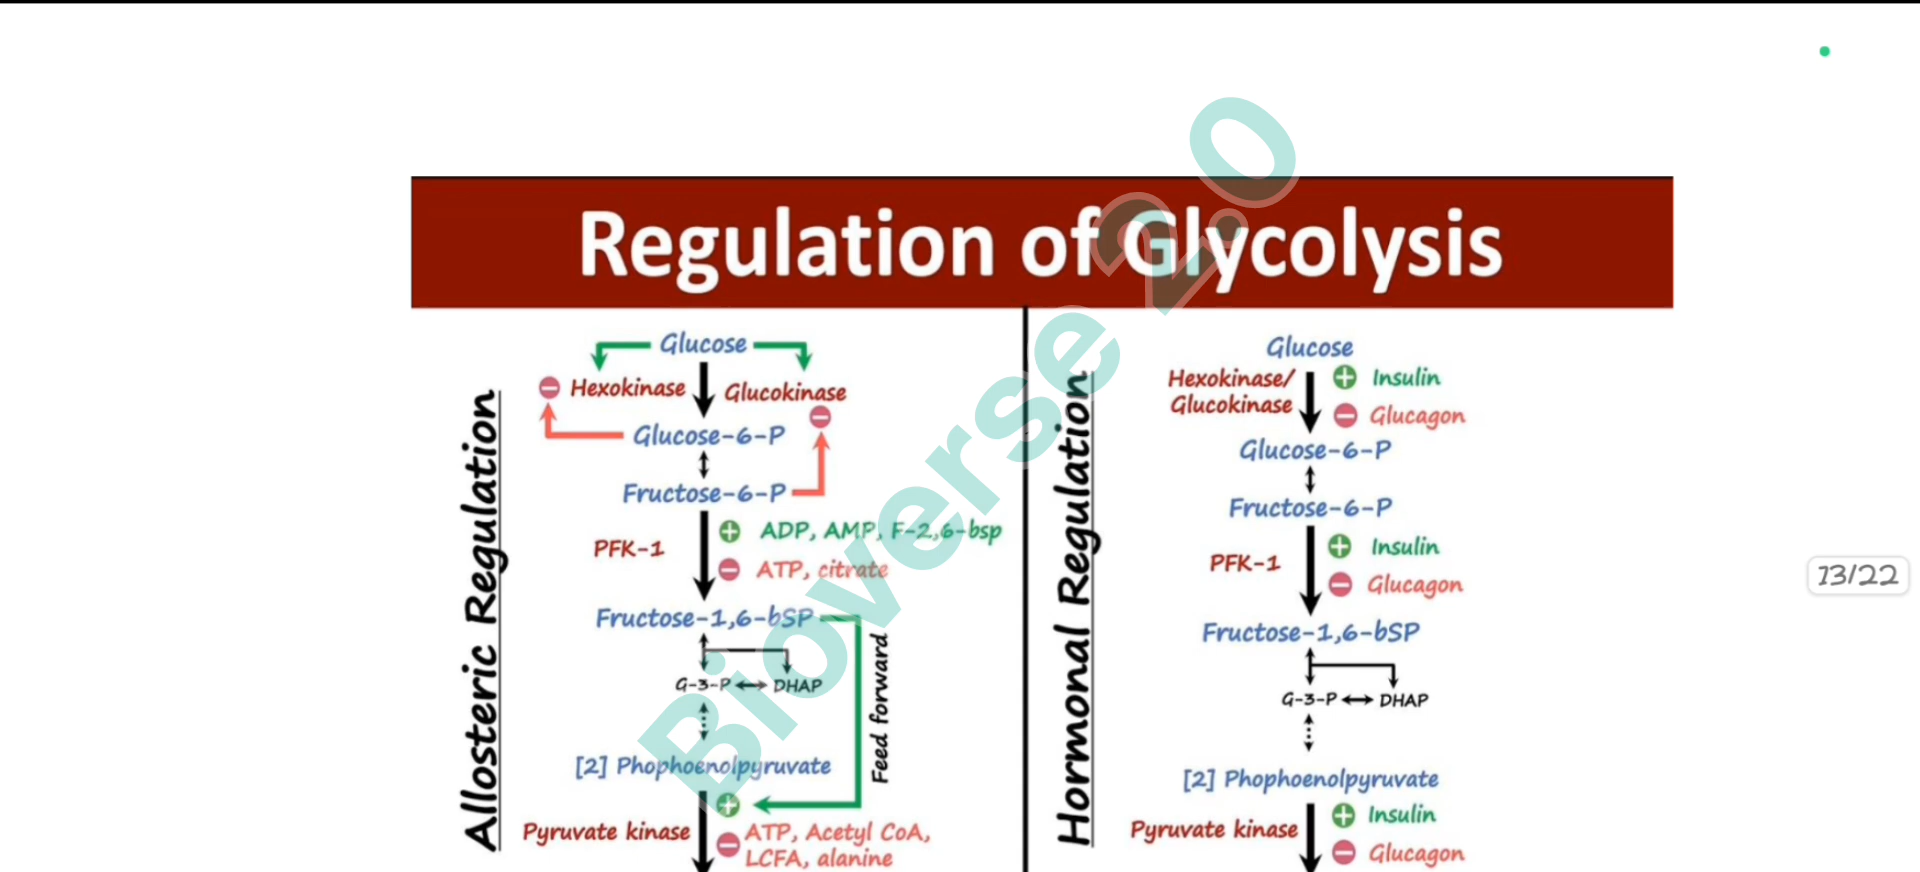 Regulation of Glycolysis
Allosteric Regulation
Glucose
Hexokinase
Glucokinase
Glucose-6-P
Fructose-6-P
PFK-1
ADP, AMP, F-2,6-bsp
ATP, citrate
Fructose-1,6-bSP
G-3-P
DHAP
Feed forward
[2] Phophoenolpyruvate
Pyruvate kinase
ATP, Acetyl CoA,
LCFA, alanine
Hormonal Regulation
Glucose
Hexokinase/
Glucokinase
Insulin
Glucagon
Glucose-6-P
Fructose-6-P
PFK-1
Insulin
Glucagon
Fructose-1,6-bSP
G-3-P
DHAP
[2] Phophoenolpyruvate
Pyruvate kinase
Insulin
Glucagon
Bioverse 2.0
13/22